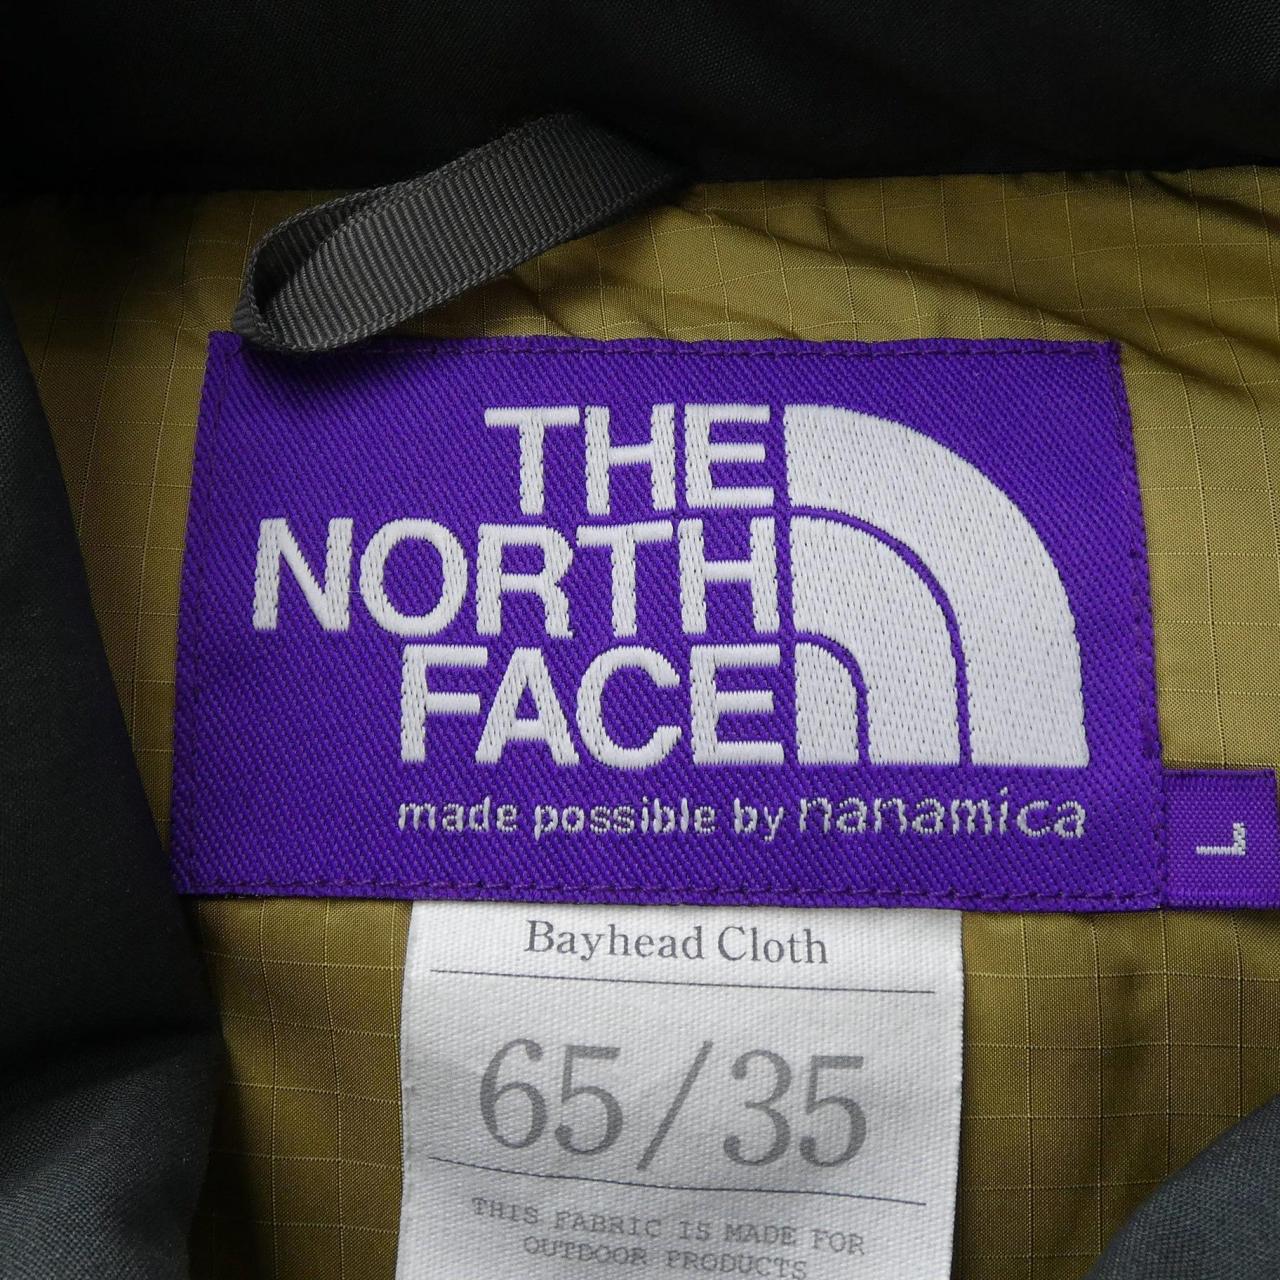 THE
NORTH
FACE
made possible by nanamica
L
Bayhead Cloth
65/35
THIS FABRIC IS MADE FOR
OUTDOOR PRODUCTS